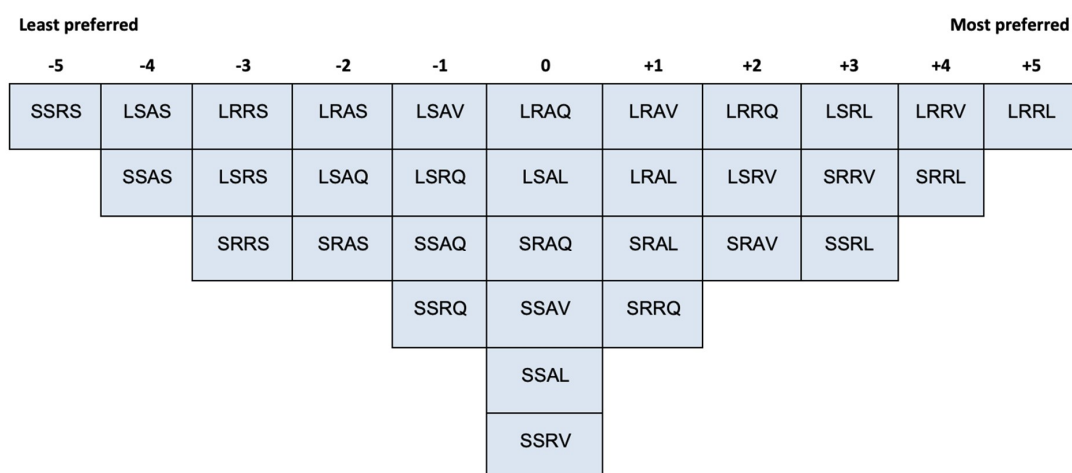 Least preferred Most preferred
-5 -4 -3 -2 -1 0 +1 +2 +3 +4 +5
SSRS LSAS LRRS LRAS LSAV LRAQ LRAV LRRQ LSRL LRRV LRRL
SSAS LSRS LSAQ LSRQ LSAL LRAL LSRV SRRV SRRL
SRRS SRAS SSAQ SRAQ SRAL SRAV SSRL
SSRQ SSAV SRRQ
SSAL
SSRV